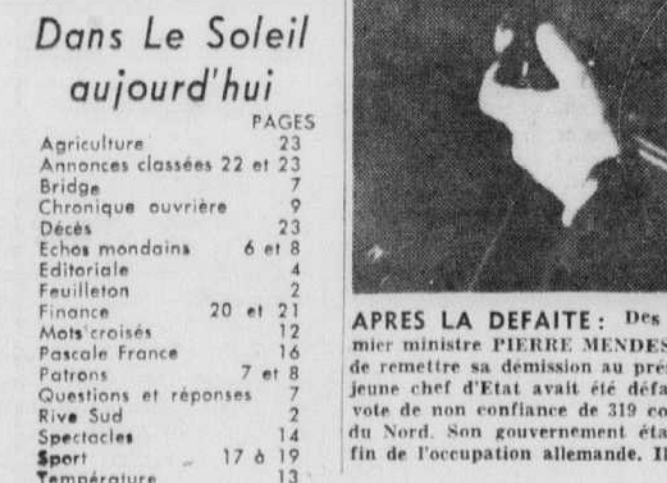 Dans Le Soleil
aujourd'hui
PAGES
Agriculture 23
Annonces classées 22 et 23
Bridge 7
Chronique ouvrière 9
Décès 23
Echos mondains 6 et 8
Editoriale 4
Feuilleton 2
Finance 20 et 21
Mots croisés 12
Pascale France 16
Patrons 7 et 8
Questions et réponses 7
Rive Sud 2
Spectacles 14
Sport 17 à 19
Température 13
APRES LA DEFAITE: Des
mier ministre PIERRE MENDES
de remettre sa démission au pré
jeune chef d'Etat avait été défa
vote de non confiance de 319 co
du Nord. Son gouvernement éta
fin de l'occupation allemande. Il